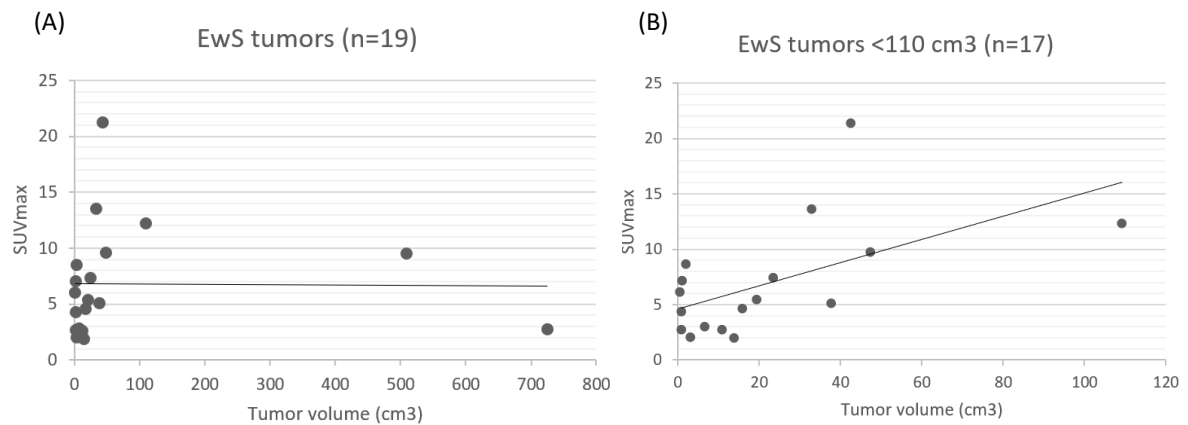 (A)
EwS tumors (n=19)
25
20
15
10
5
0
SUVmax
0 100 200 300 400 500 600 700 800
Tumor volume (cm3)
(B)
EwS tumors <110 cm3 (n=17)
25
20
15
10
5
0
SUVmax
0 20 40 60 80 100 120
Tumor volume (cm3)